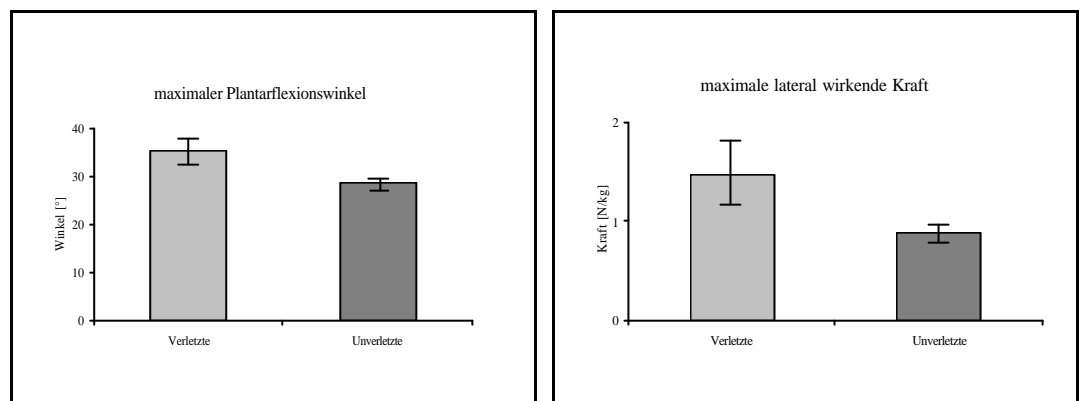 maximaler Plantarflexionswinkel
40
30
20
10
0
Winkel [°]
Verletzte
Unverletzte
maximale lateral wirkende Kraft
2
1
0
Kraft [N/kg]
Verletzte
Unverletzte